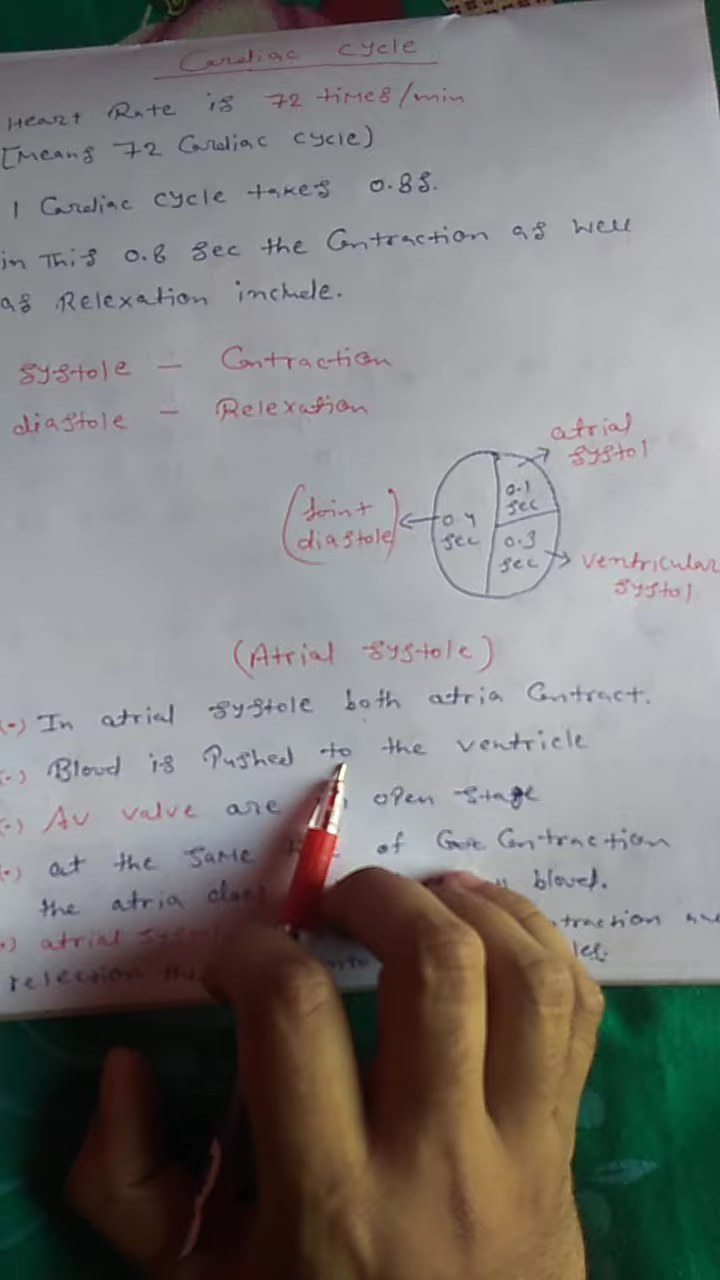 Cardiac cycle
Heart Rate is 72 times/min
[Means 72 Cardiac cycle)
1 Cardiac cycle takes 0.8s.
in This 0.8 sec the Contraction as well
as Relexation include.
systole - Contraction
diastole - Relexation
atrial
systol
0.1
sec
(Joint
diastole)
0.4
sec
0.3
sec
ventricular
systol
(Atrial systole)
(•) In atrial systole both atria Contract.
(•) Blood is Pushed to the ventricle
(•) AV valve are open stage
(•) at the same of Contraction
the atria blood.
(•) atrial